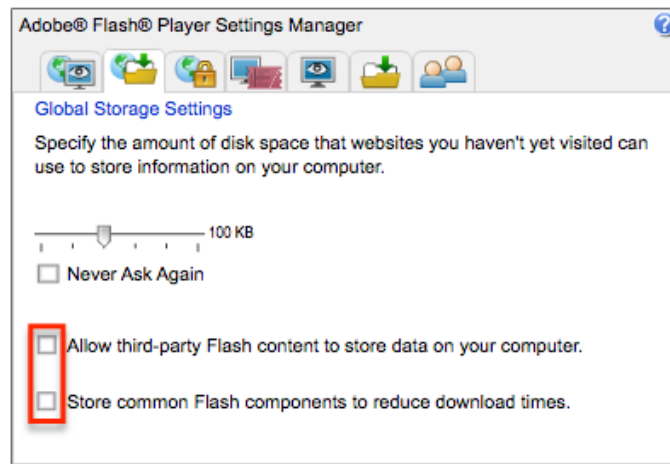 Adobe® Flash® Player Settings Manager
Global Storage Settings
Specify the amount of disk space that websites you haven't yet visited can
use to store information on your computer.
100 KB
Never Ask Again
Allow third-party Flash content to store data on your computer.
Store common Flash components to reduce download times.